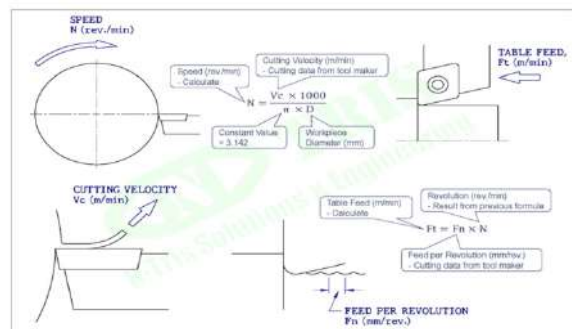 SPEED
N (rev./min)
Speed (rev./min)
- Calculate
Cutting Velocity (m/min)
- Cutting data from tool maker
N = Vc × 1000
π × D
Constant Value
= 3.142
Workpiece
Diameter (mm)
TABLE FEED,
Ft (m/min)
CUTTING VELOCITY
Vc (m/min)
Table Feed (m/min)
- Calculate
Revolution (rev./min)
- Result from previous formula
Ft = Fn × N
Feed per Revolution (mm/rev.)
- Cutting data from tool maker
FEED PER REVOLUTION
Fn (mm/rev.)